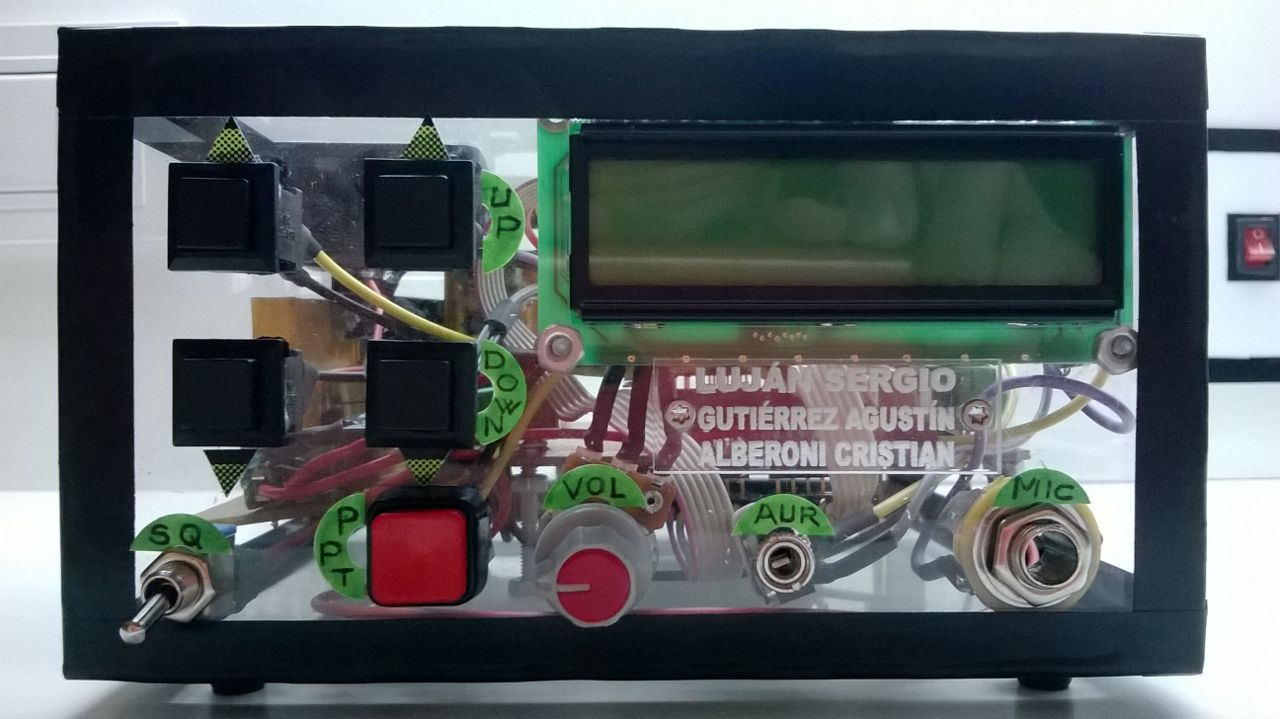 UP
DOWN
LUJÁN SERGIO
GUTIÉRREZ AGUSTÍN
ALBERONI CRISTIAN
SQ
PPT
VOL
AUR
MIC